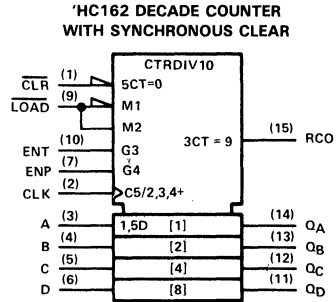 'HC162 DECADE COUNTER
WITH SYNCHRONOUS CLEAR
CTRDIV10
CLR (1) 5CT=0
LOAD (9) M1
M2
ENT (10) G3 3CT = 9 (15) RCO
ENP (7) G4
CLK (2) C5/2,3,4+
A (3) 1,5D [1] (14) QA
B (4) [2] (13) QB
C (5) [4] (12) QC
D (6) [8] (11) QD